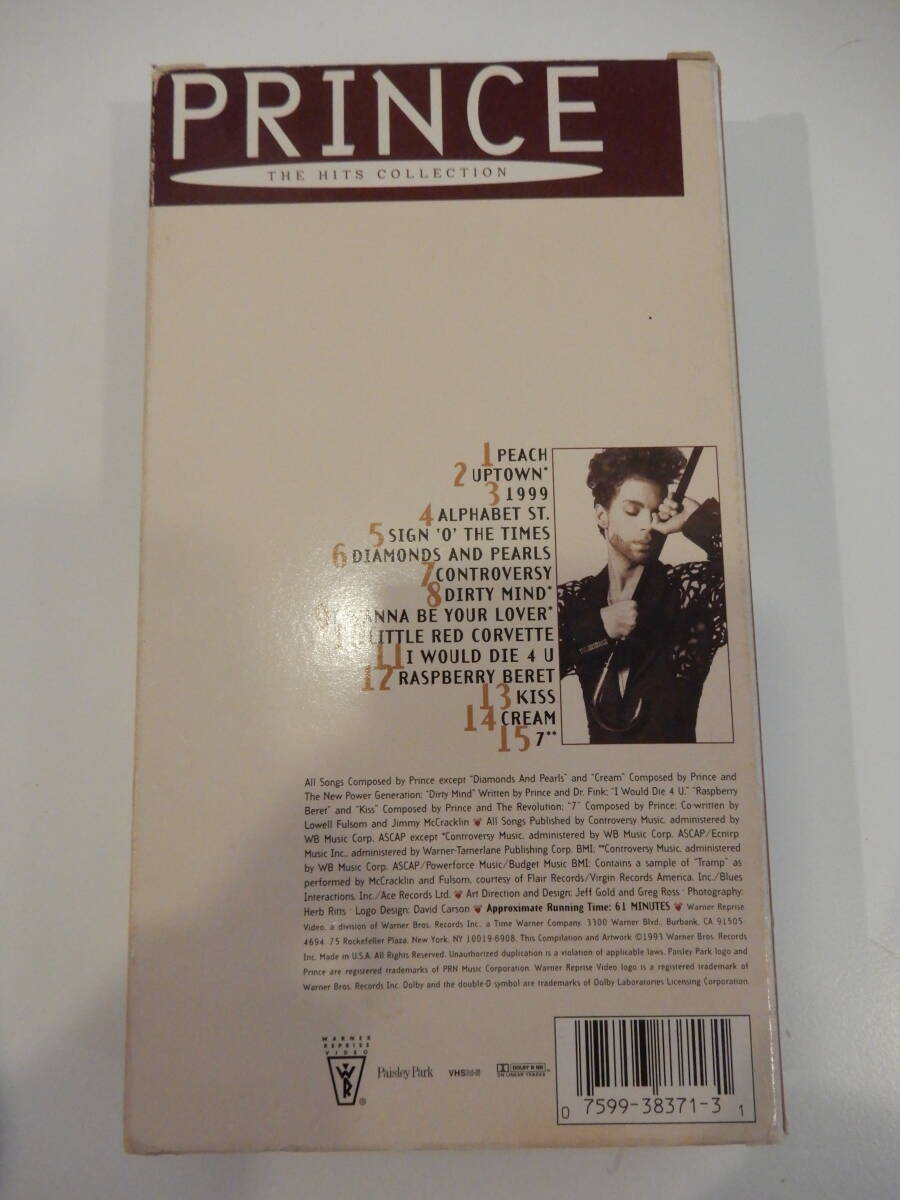 PRINCE
THE HITS COLLECTION
1 PEACH
2 UPTOWN*
3 1999
4 ALPHABET ST.
5 SIGN 'O' THE TIMES
6 DIAMONDS AND PEARLS
7 CONTROVERSY
8 DIRTY MIND*
9 WANNA BE YOUR LOVER*
LITTLE RED CORVETTE
11 I WOULD DIE 4 U
12 RASPBERRY BERET
13 KISS
14 CREAM
15 7**
All Songs Composed by Prince except "Diamonds And Pearls" and "Cream" Composed by Prince and
The New Power Generation; "Dirty Mind" Written by Prince and Dr. Fink; "I Would Die 4 U," "Raspberry
Beret" and "Kiss" Composed by Prince and The Revolution; "7" Composed by Prince; Co-written by
Lowell Fulsom and Jimmy McCracklin All Songs Published by Controversy Music, administered by
WB Music Corp. ASCAP except *Controversy Music, administered by WB Music Corp. ASCAP/Ecnirp
Music Inc., administered by Warner-Tamerlane Publishing Corp. BMI; **Controversy Music, administered
by WB Music Corp. ASCAP/Powerforce Music/Budget Music BMI; Contains a sample of "Tramp" as
performed by McCracklin and Fulsom, courtesy of Flair Records/Virgin Records America, Inc./Blues
Interactions, Inc./Ace Records Ltd. Art Direction and Design: Jeff Gold and Greg Ross · Photography:
Herb Ritts · Logo Design: David Carson Approximate Running Time: 61 MINUTES Warner Reprise
Video, a division of Warner Bros. Records Inc., a Time Warner Company, 3300 Warner Blvd., Burbank, CA 91505-
4694. 75 Rockefeller Plaza, New York, NY 10019-6908. This Compilation and Artwork ©1993 Warner Bros. Records
Inc. Made in U.S.A. All Rights Reserved. Unauthorized duplication is a violation of applicable laws. Paisley Park logo and
Prince are registered trademarks of PRN Music Corporation. Warner Reprise Video logo is a registered trademark of
Warner Bros. Records Inc. Dolby and the double-D symbol are trademarks of Dolby Laboratories Licensing Corporation.
WARNER
REPRISE
VIDEO
WR ®
Paisley Park
VHS hi-fi
DOLBY B NR
ON LINEAR TRACKS
0 7599-38371-3 1